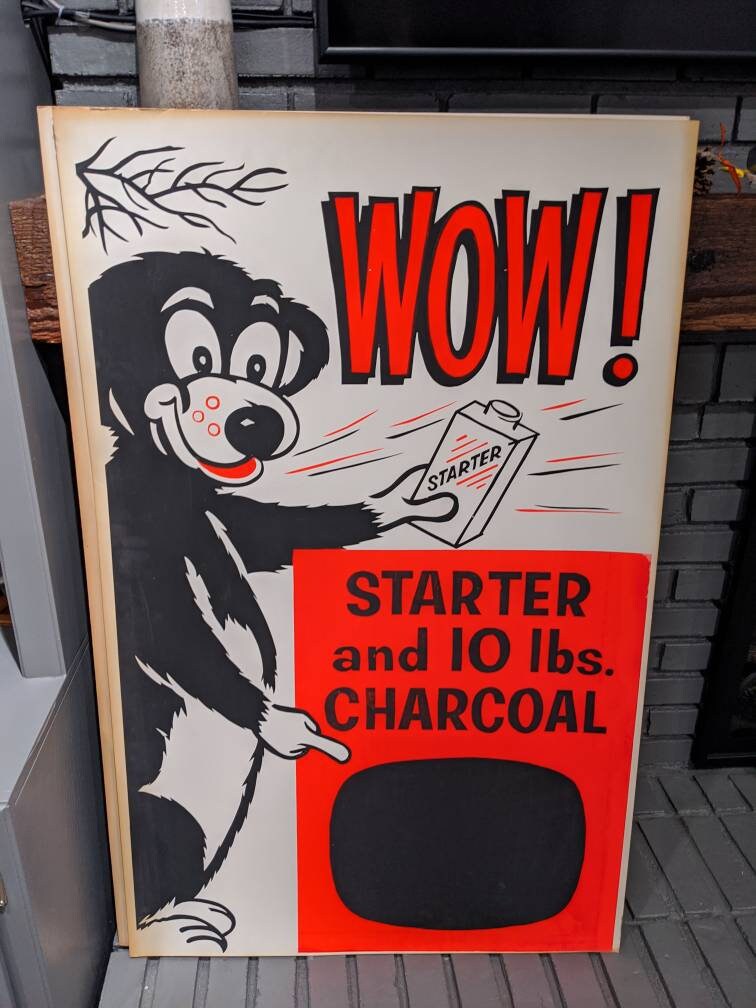 WOW!
STARTER
STARTER
and 10 lbs.
CHARCOAL